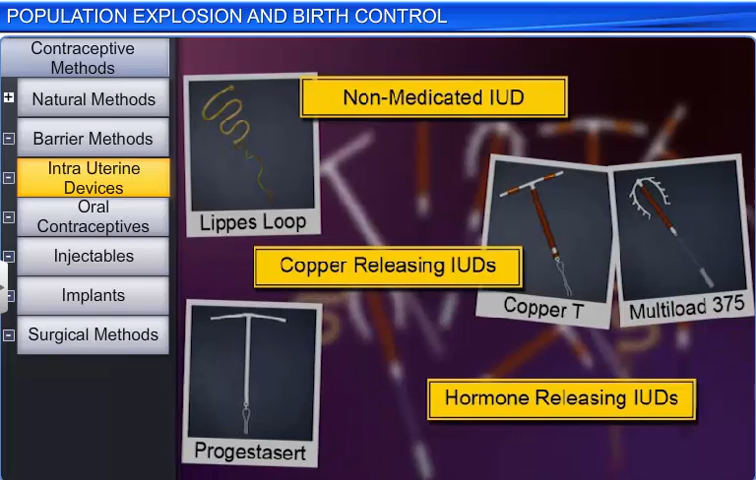 POPULATION EXPLOSION AND BIRTH CONTROL
Contraceptive
Methods
Natural Methods
Barrier Methods
Intra Uterine
Devices
Oral
Contraceptives
Injectables
Implants
Surgical Methods
Non-Medicated IUD
Lippes Loop
Copper Releasing IUDs
Copper T
Multiload 375
Progestasert
Hormone Releasing IUDs